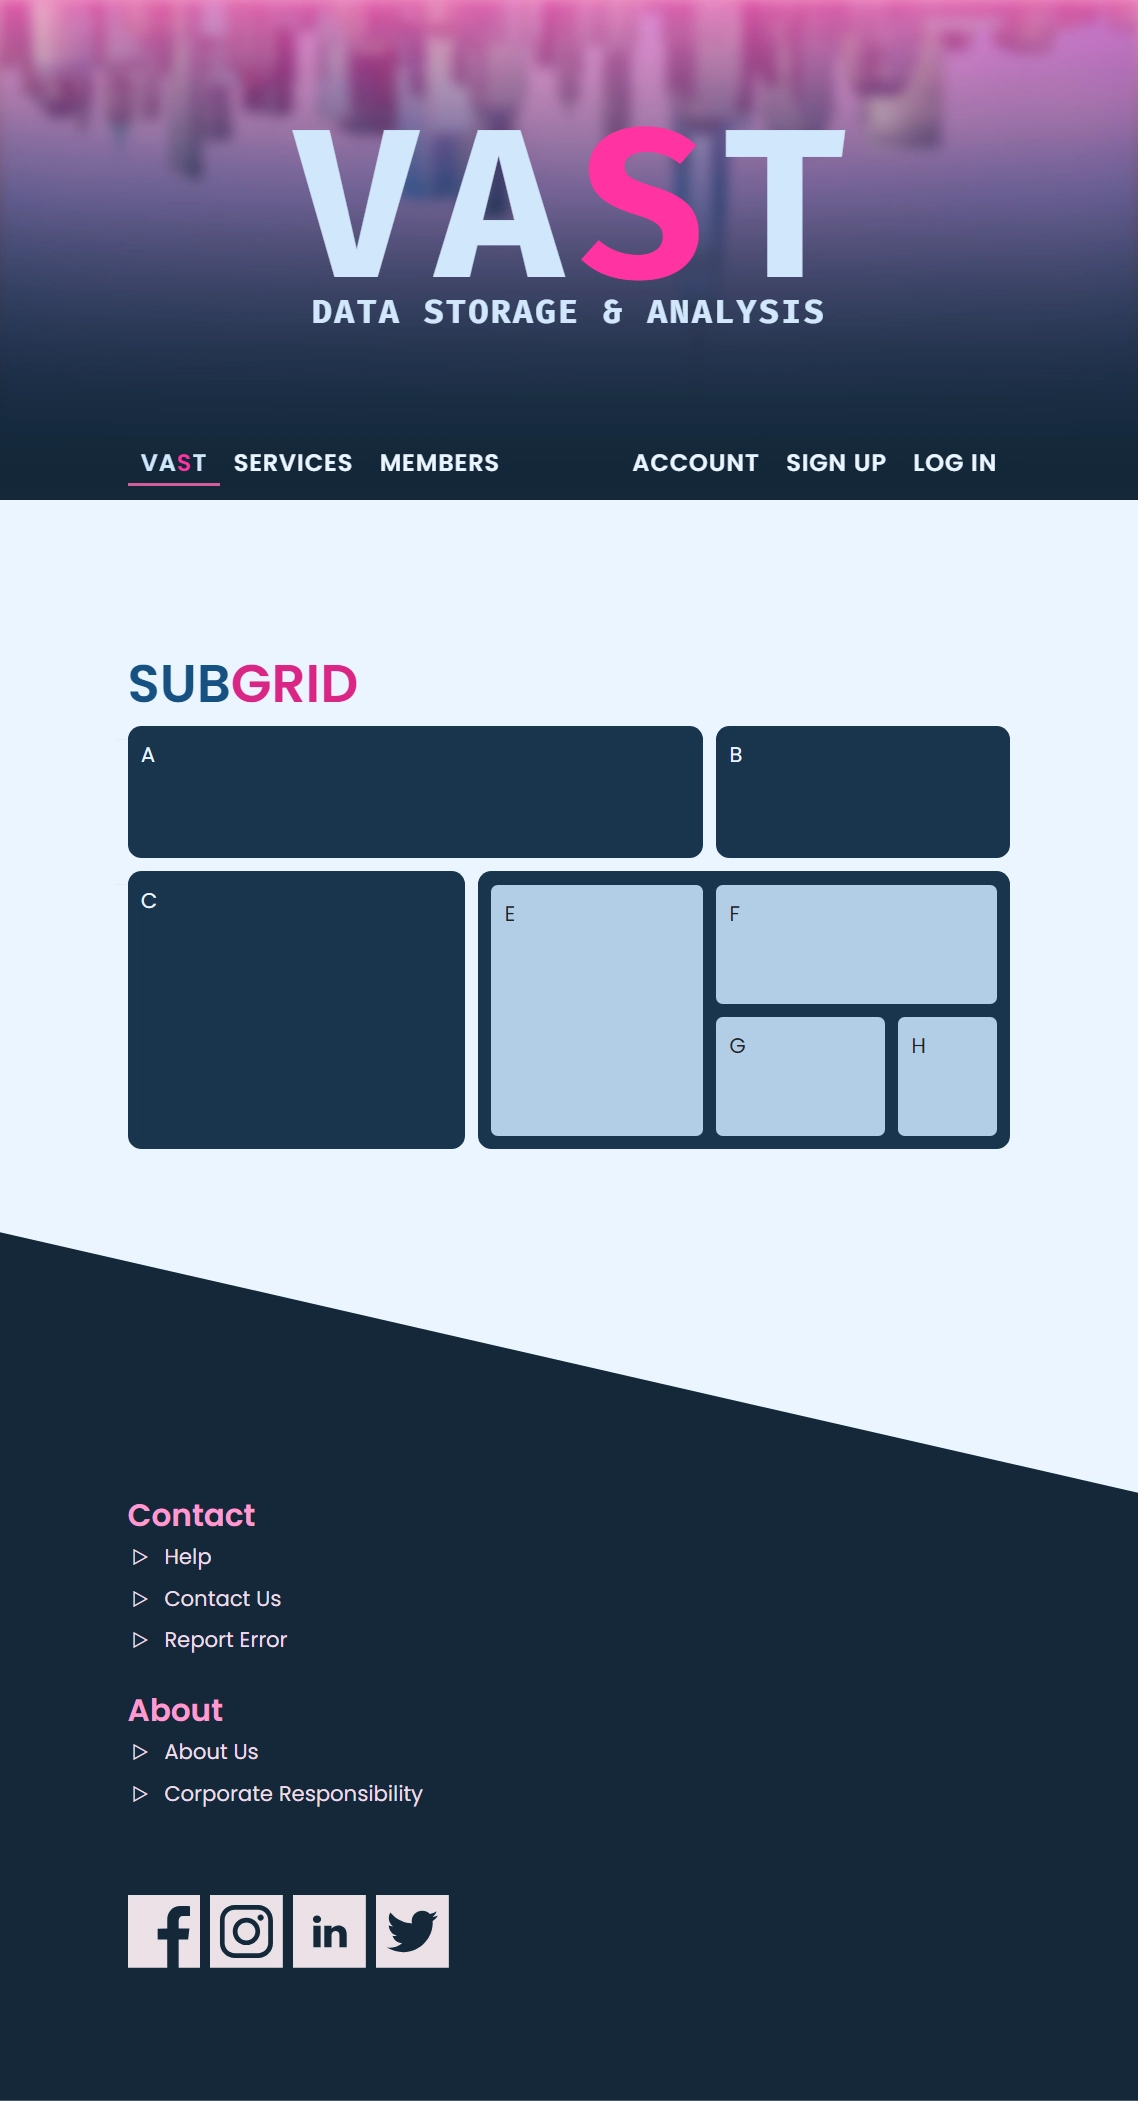 VAST
DATA STORAGE & ANALYSIS
VAST SERVICES MEMBERS ACCOUNT SIGN UP LOG IN
SUBGRID
A
B
C
E
F
G
H
Contact
Help
Contact Us
Report Error
About
About Us
Corporate Responsibility